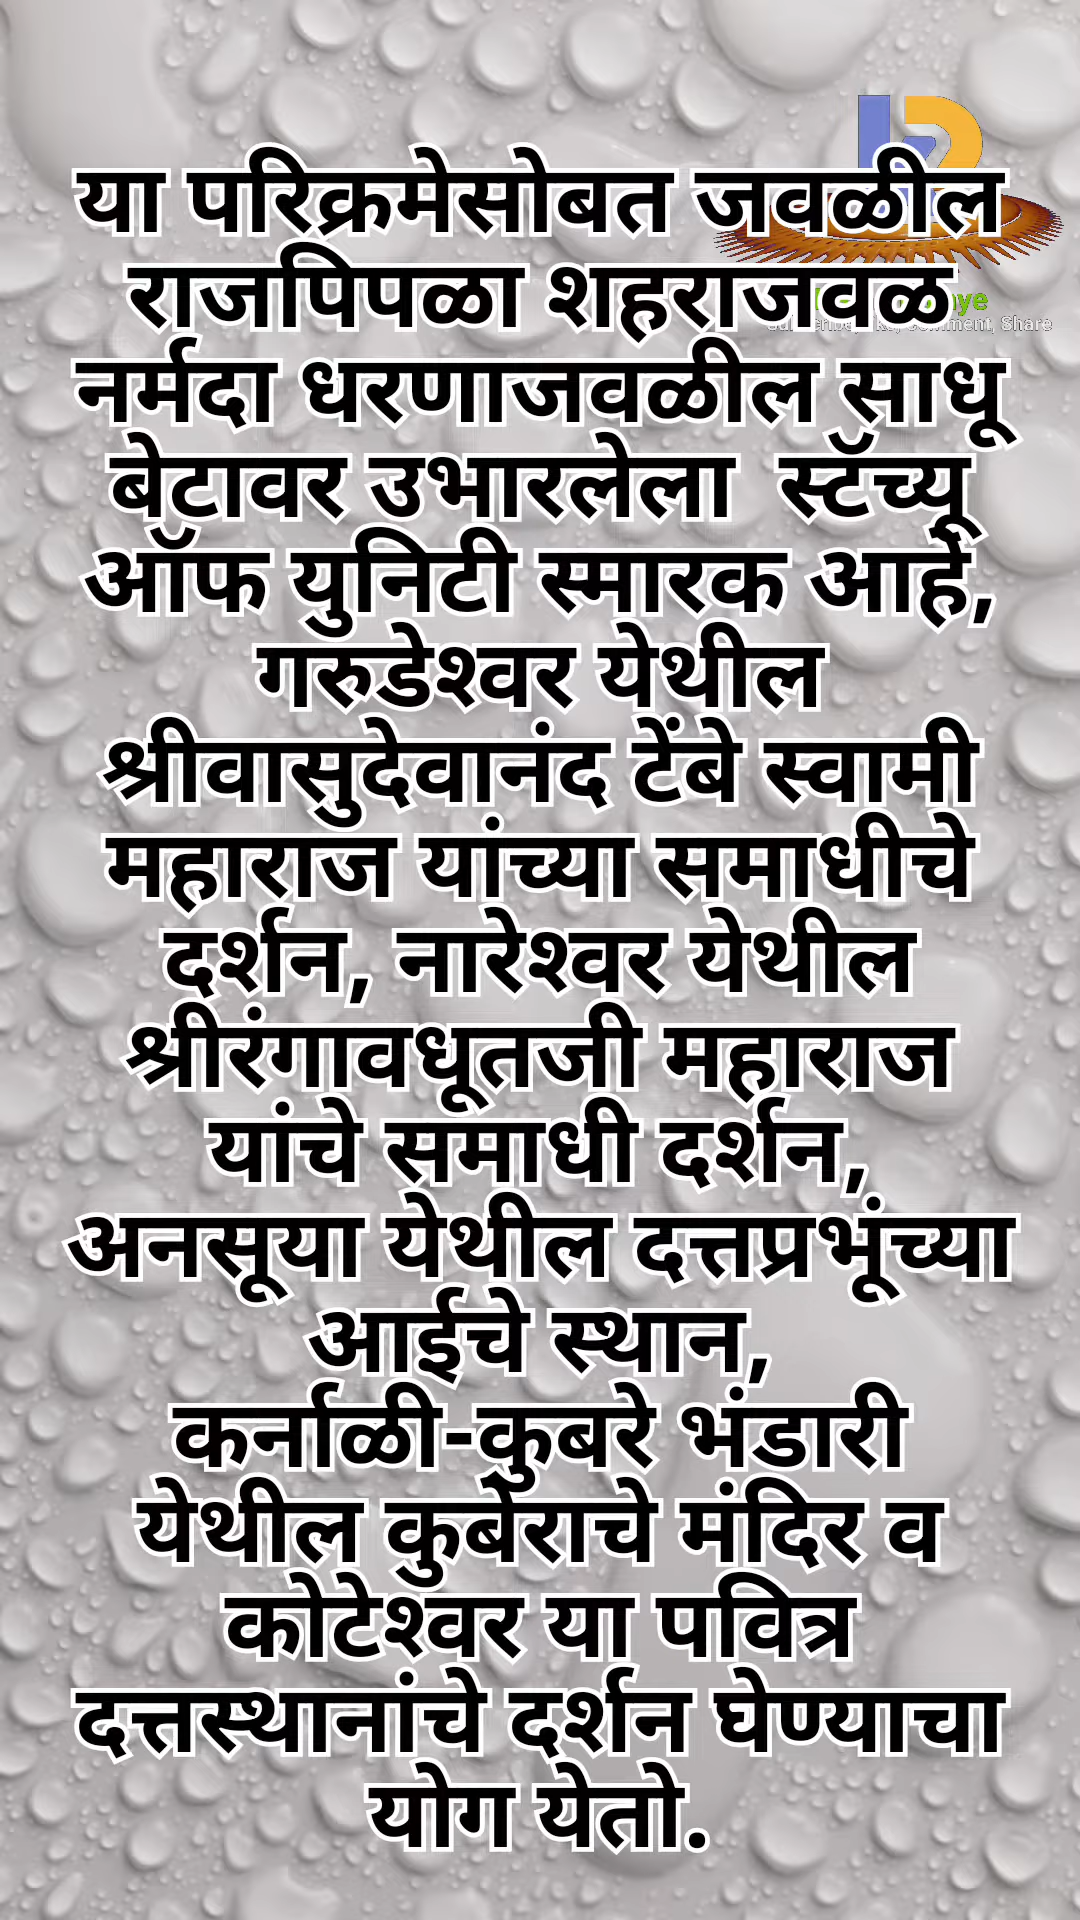 या परिक्रमेसोबत जवळील
राजपिपळा शहराजवळ
नर्मदा धरणाजवळील साधू
बेटावर उभारलेला स्टॅच्यू
ऑफ युनिटी स्मारक आहे,
गरुडेश्वर येथील
श्रीवासुदेवानंद टेंबे स्वामी
महाराज यांच्या समाधीचे
दर्शन, नारेश्वर येथील
श्रीरंगावधूतजी महाराज
यांचे समाधी दर्शन,
अनसूया येथील दत्तप्रभूंच्या
आईचे स्थान,
कर्नाळी-कुबरे भंडारी
येथील कुबेराचे मंदिर व
कोटेश्वर या पवित्र
दत्तस्थानांचे दर्शन घेण्याचा
योग येतो.
Share